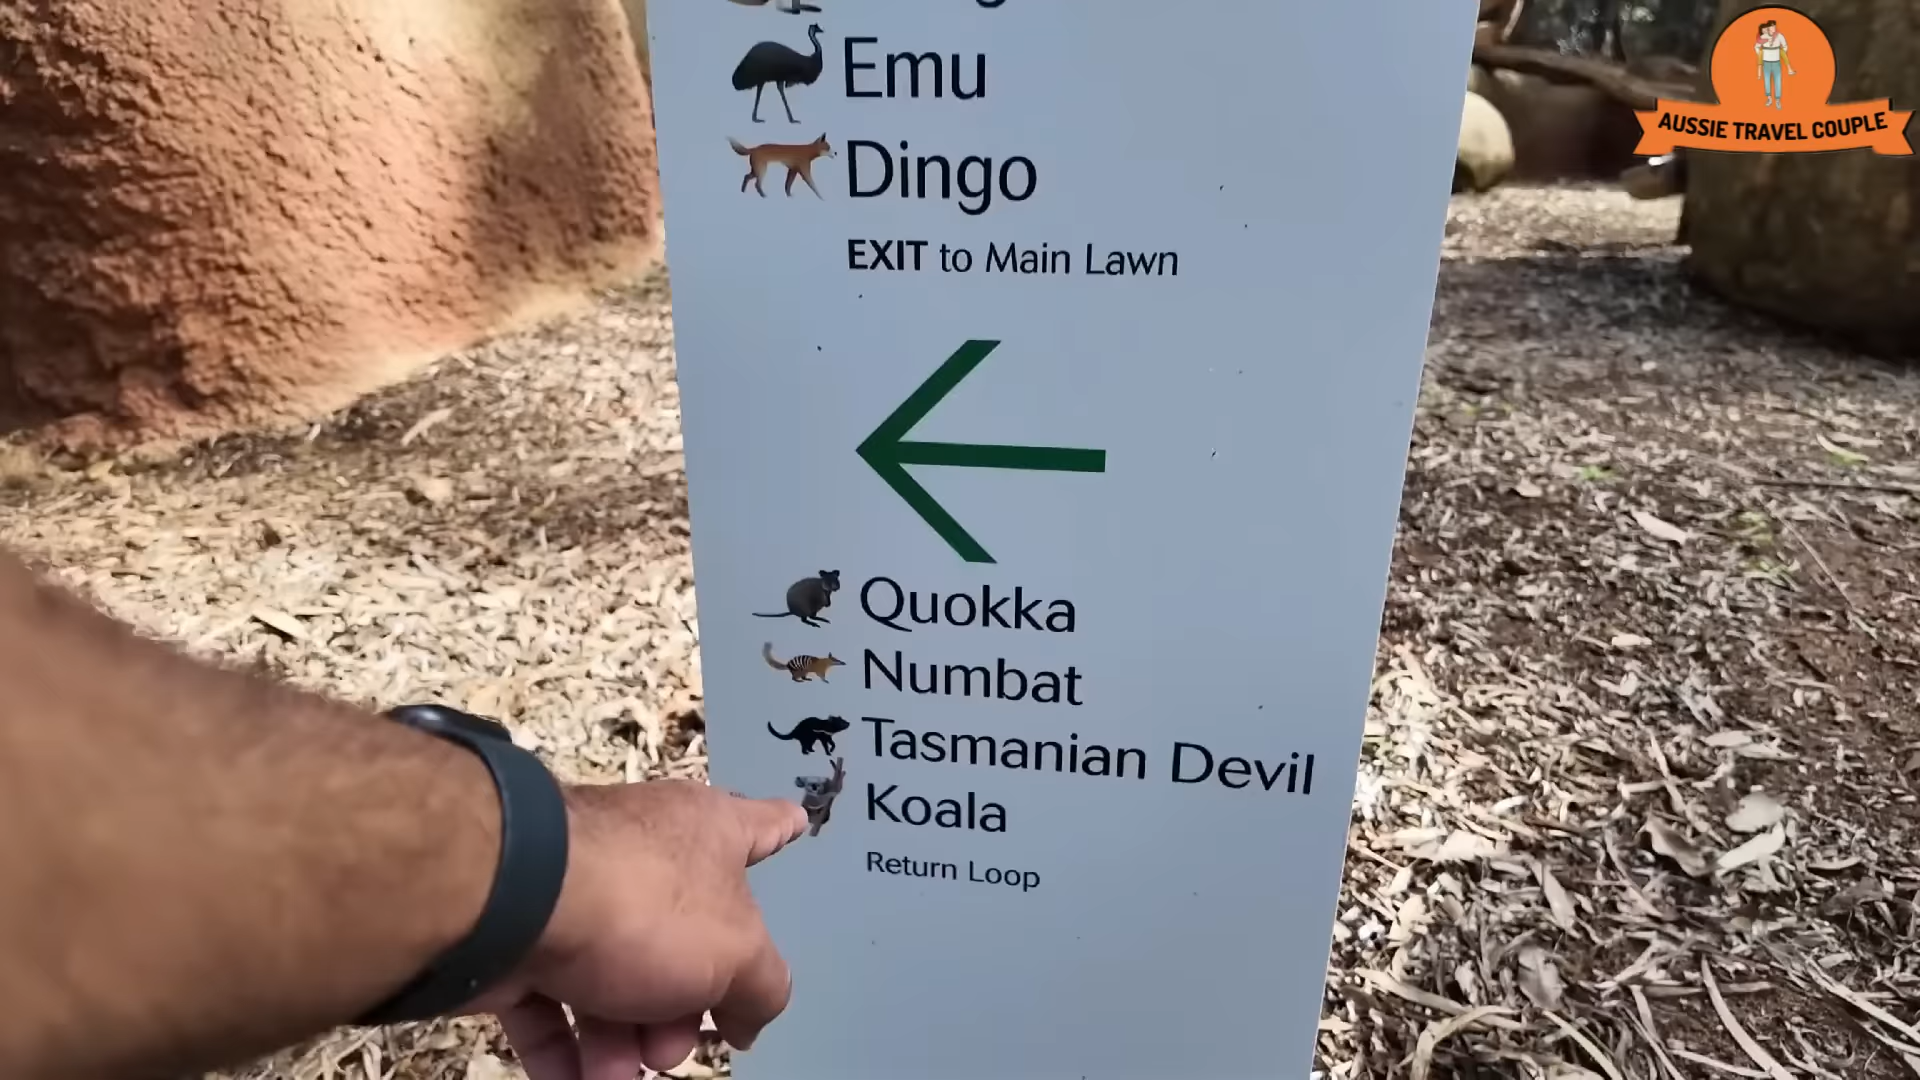 Emu
Dingo
EXIT to Main Lawn
Quokka
Numbat
Tasmanian Devil
Koala
Return Loop
AUSSIE TRAVEL COUPLE